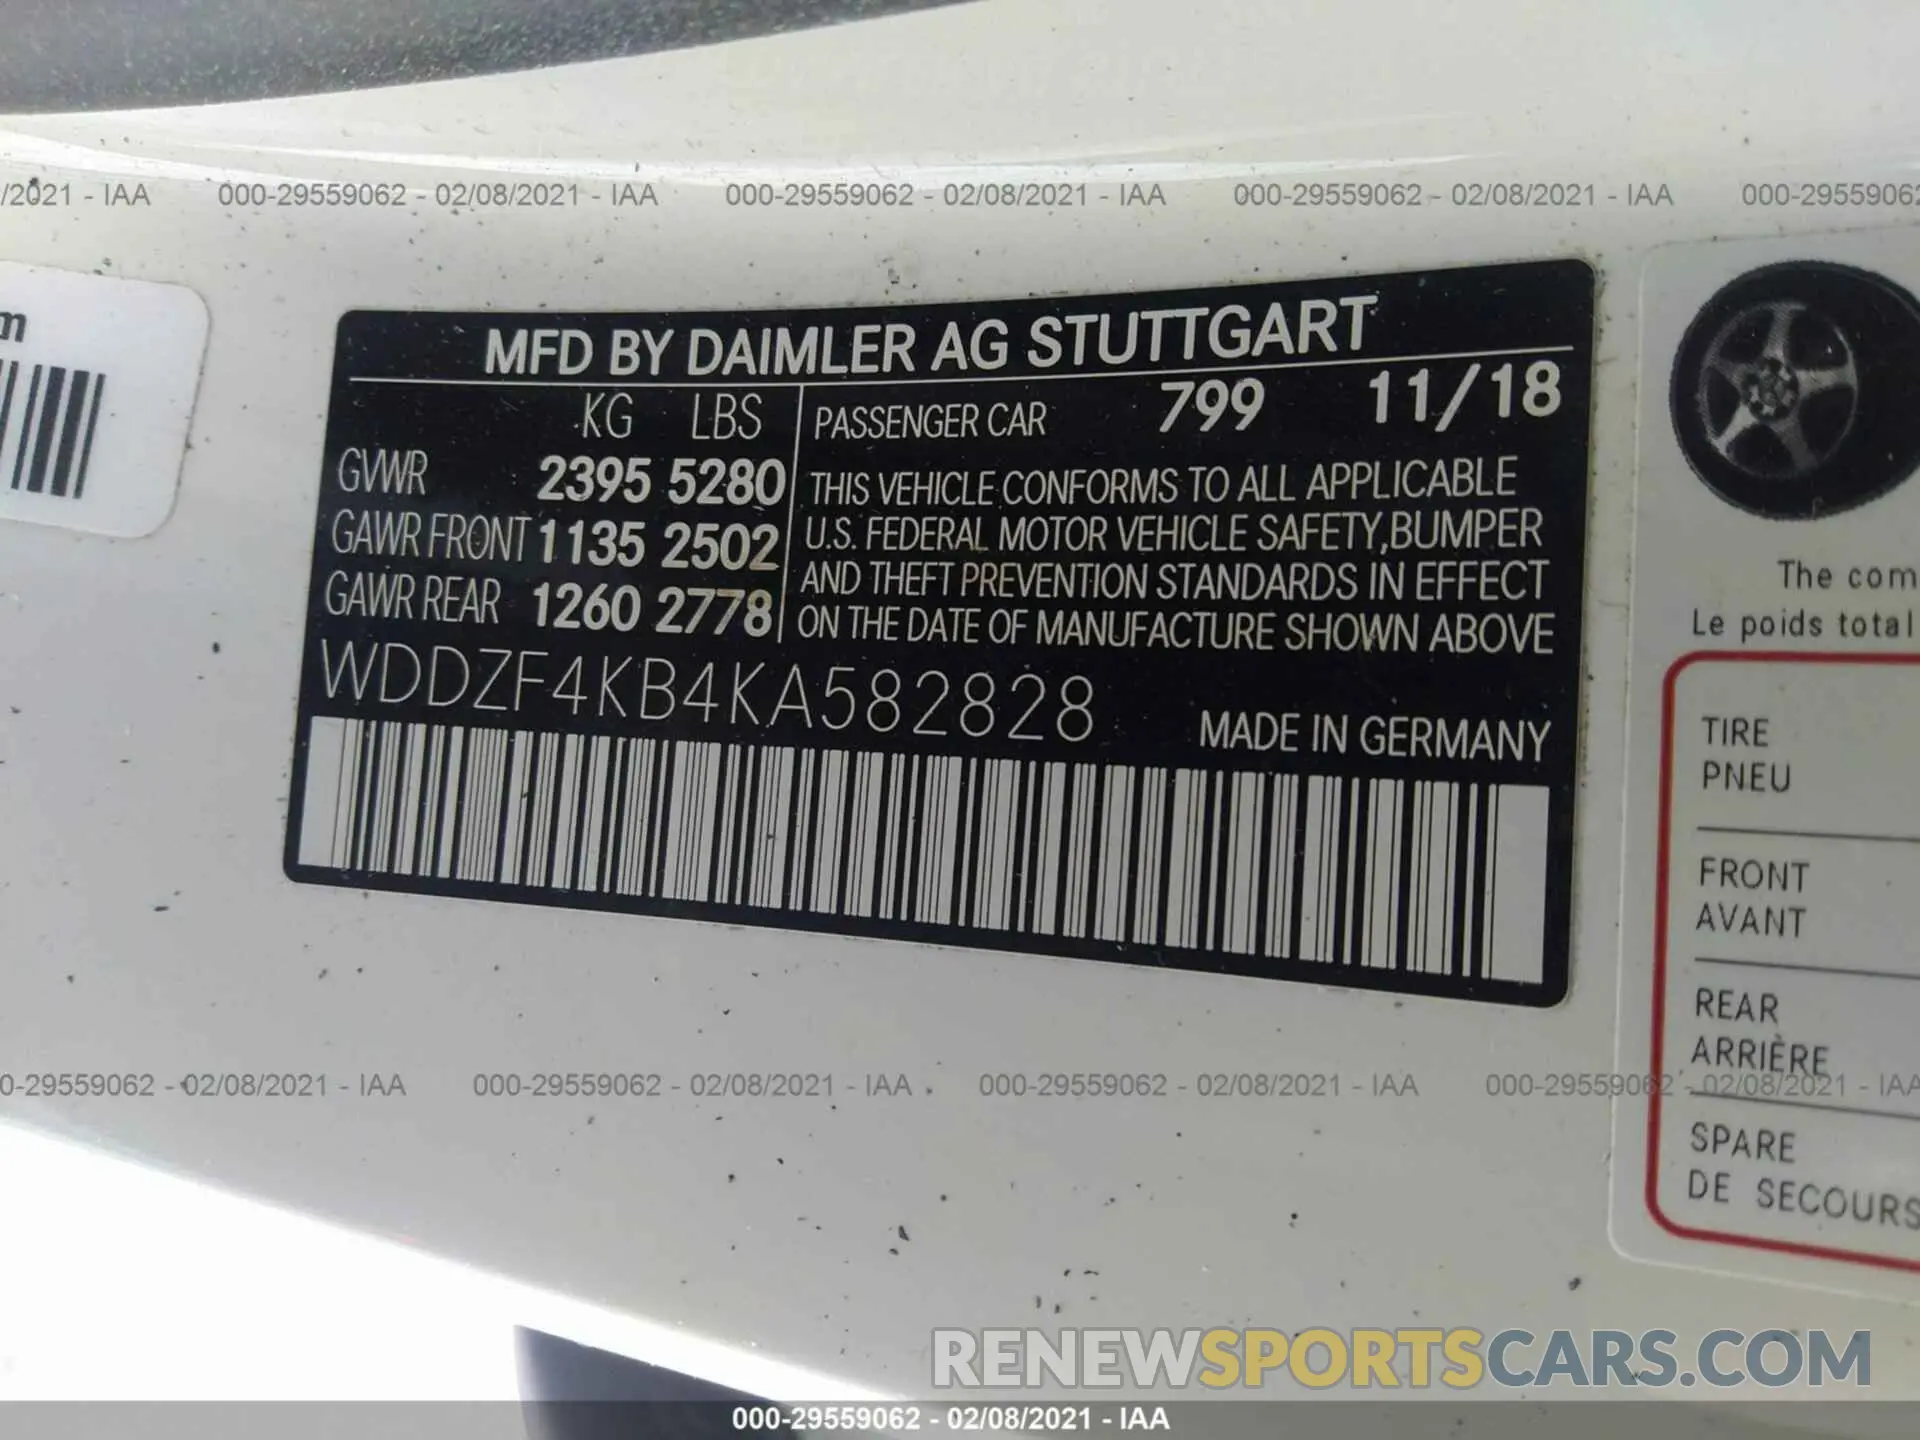 /2021 - IAA 000-29559062 - 02/08/2021 - IAA 000-29559062 - 02/08/2021 - IAA 000-29559062 - 02/08/2021 - IAA 000-29559062
m
MFD BY DAIMLER AG STUTTGART
KG LBS
GVWR 2395 5280
GAWR FRONT 1135 2502
GAWR REAR 1260 2778
PASSENGER CAR 799 11/18
THIS VEHICLE CONFORMS TO ALL APPLICABLE
U.S. FEDERAL MOTOR VEHICLE SAFETY,BUMPER
AND THEFT PREVENTION STANDARDS IN EFFECT
ON THE DATE OF MANUFACTURE SHOWN ABOVE
WDDZF4KB4KA582828
MADE IN GERMANY
The com
Le poids total
TIRE
PNEU
FRONT
AVANT
REAR
ARRIÈRE
SPARE
DE SECOURS
0-29559062 - 02/08/2021 - IAA 000-29559062 - 02/08/2021 - IAA 000-29559062 - 02/08/2021 - IAA 000-29559062 - 02/08/2021 - IAA
RENEWSPORTSCARS.COM
000-29559062 - 02/08/2021 - IAA